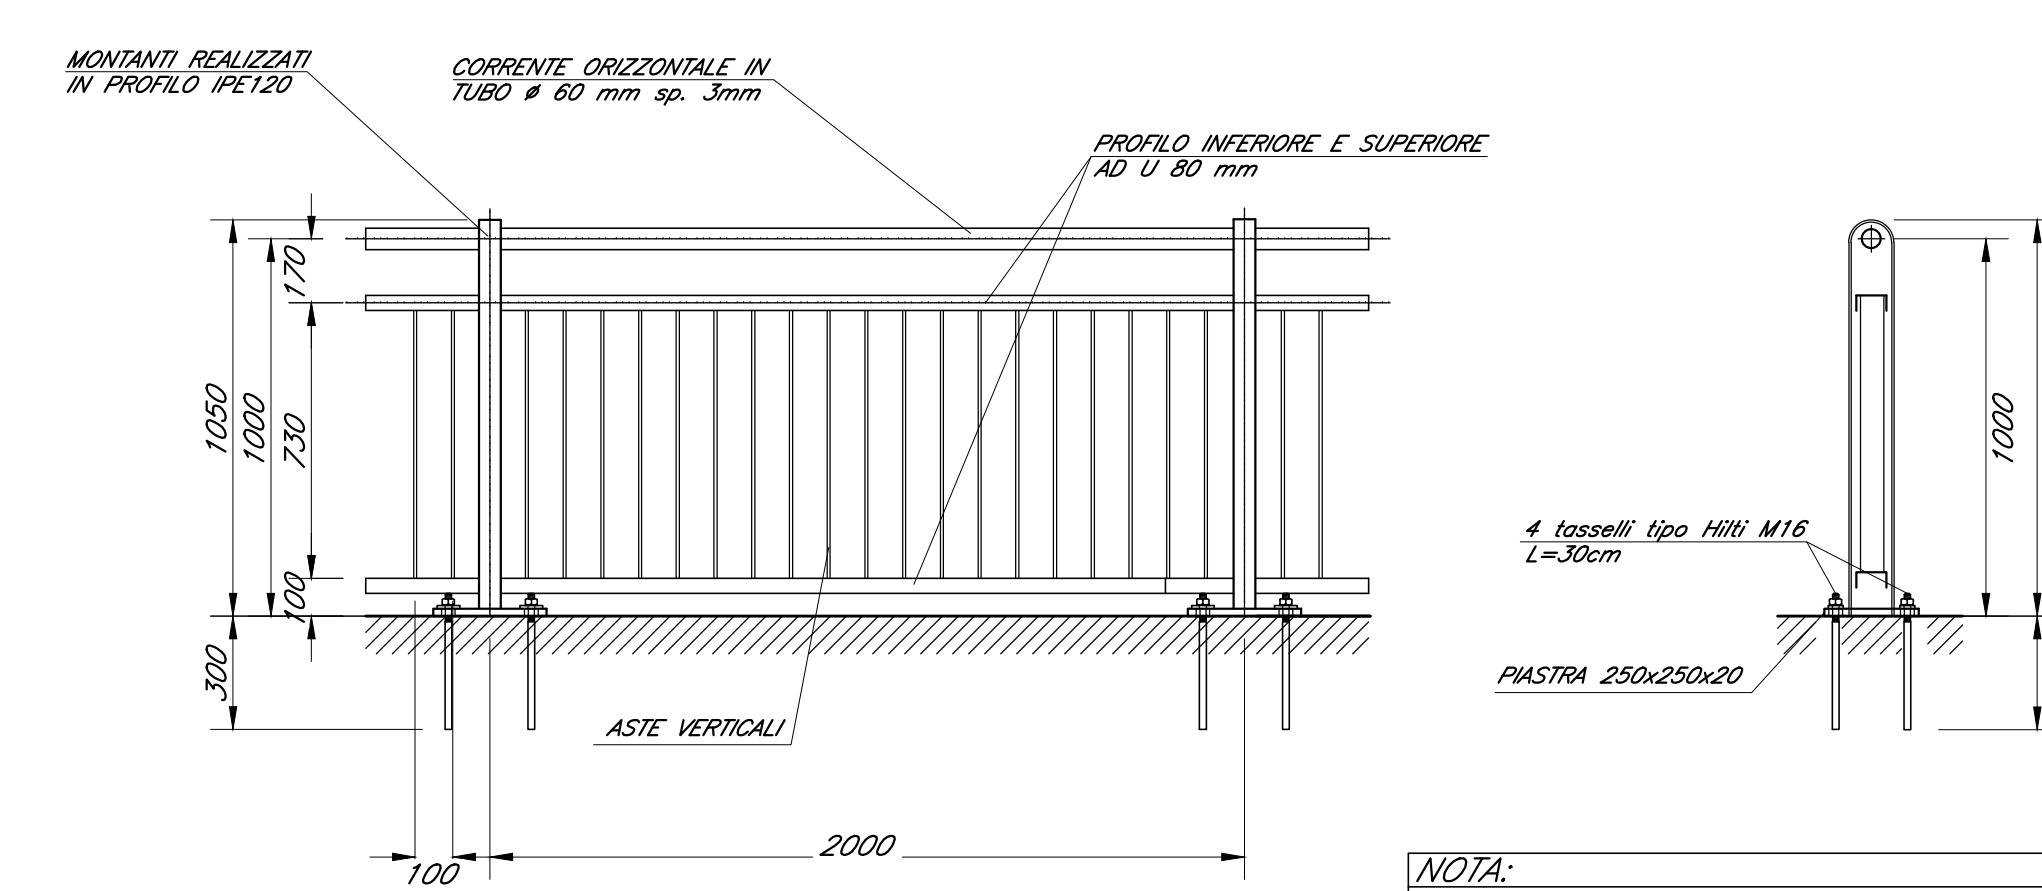 MONTANTI REALIZZATI
IN PROFILO IPE120
CORRENTE ORIZZONTALE IN
TUBO ø 60 mm sp. 3mm
PROFILO INFERIORE E SUPERIORE
AD U 80 mm
170
1050
1000
730
100
300
1000
4 tasselli tipo Hilti M16
L=30cm
PIASTRA 250x250x20
ASTE VERTICALI
2000
100
NOTA: